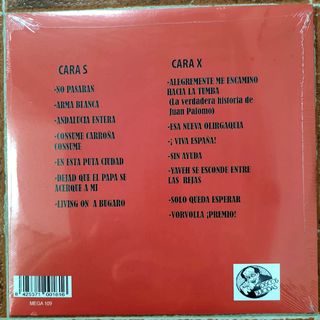 CARA S
-NO PASARAN
-ARMA BLANCA
-ANDALUCIA ENTERA
-CONSUME CARROÑA
CONSUME
-EN ESTA PUTA CIUDAD
-DEJAD QUE EL PAPA SE
ACERQUE A MI
-LIVING ON A BUGARO
CARA X
-ALEGREMENTE ME ENCAMINO
HACIA LA TUMBA
(La verdadera historia de
Juan Palomo)
-ESA NUEVA OLIRGAQUIA
-¡ VIVA ESPAÑA!
-SIN AYUDA
-YAVEH SE ESCONDE ENTRE
LAS REJAS
-SOLO QUEDA ESPERAR
-VORVOLLA ¡PREMIO!
8 425371 001896
MEGA 109